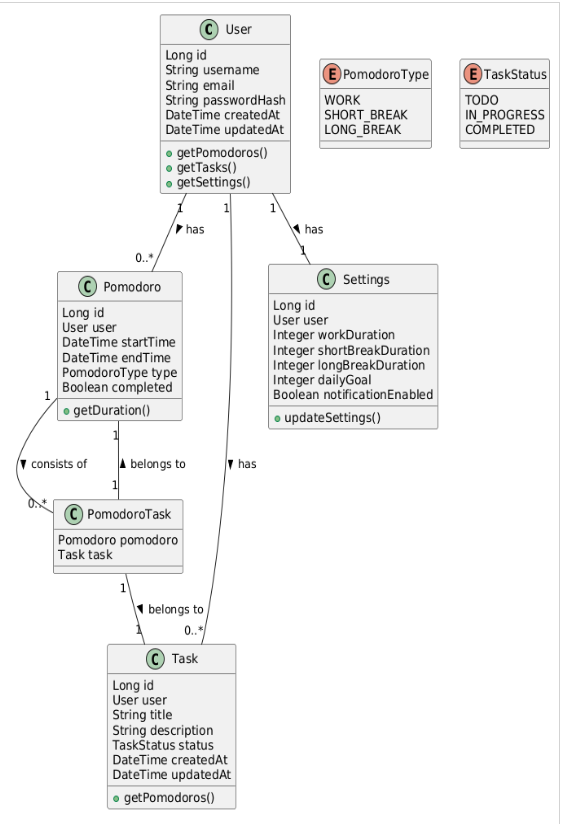 C User
Long id
String username
String email
String passwordHash
DateTime createdAt
DateTime updatedAt
getPomodoros()
getTasks()
getSettings()
E PomodoroType
WORK
SHORT_BREAK
LONG_BREAK
E TaskStatus
TODO
IN_PROGRESS
COMPLETED
1
has
0..*
1
has
0..*
1
has
1
C Pomodoro
Long id
User user
DateTime startTime
DateTime endTime
PomodoroType type
Boolean completed
getDuration()
C Settings
Long id
User user
Integer workDuration
Integer shortBreakDuration
Integer longBreakDuration
Integer dailyGoal
Boolean notificationEnabled
updateSettings()
1
consists of
0..*
1
belongs to
1
C PomodoroTask
Pomodoro pomodoro
Task task
1
belongs to
1
C Task
Long id
User user
String title
String description
TaskStatus status
DateTime createdAt
DateTime updatedAt
getPomodoros()